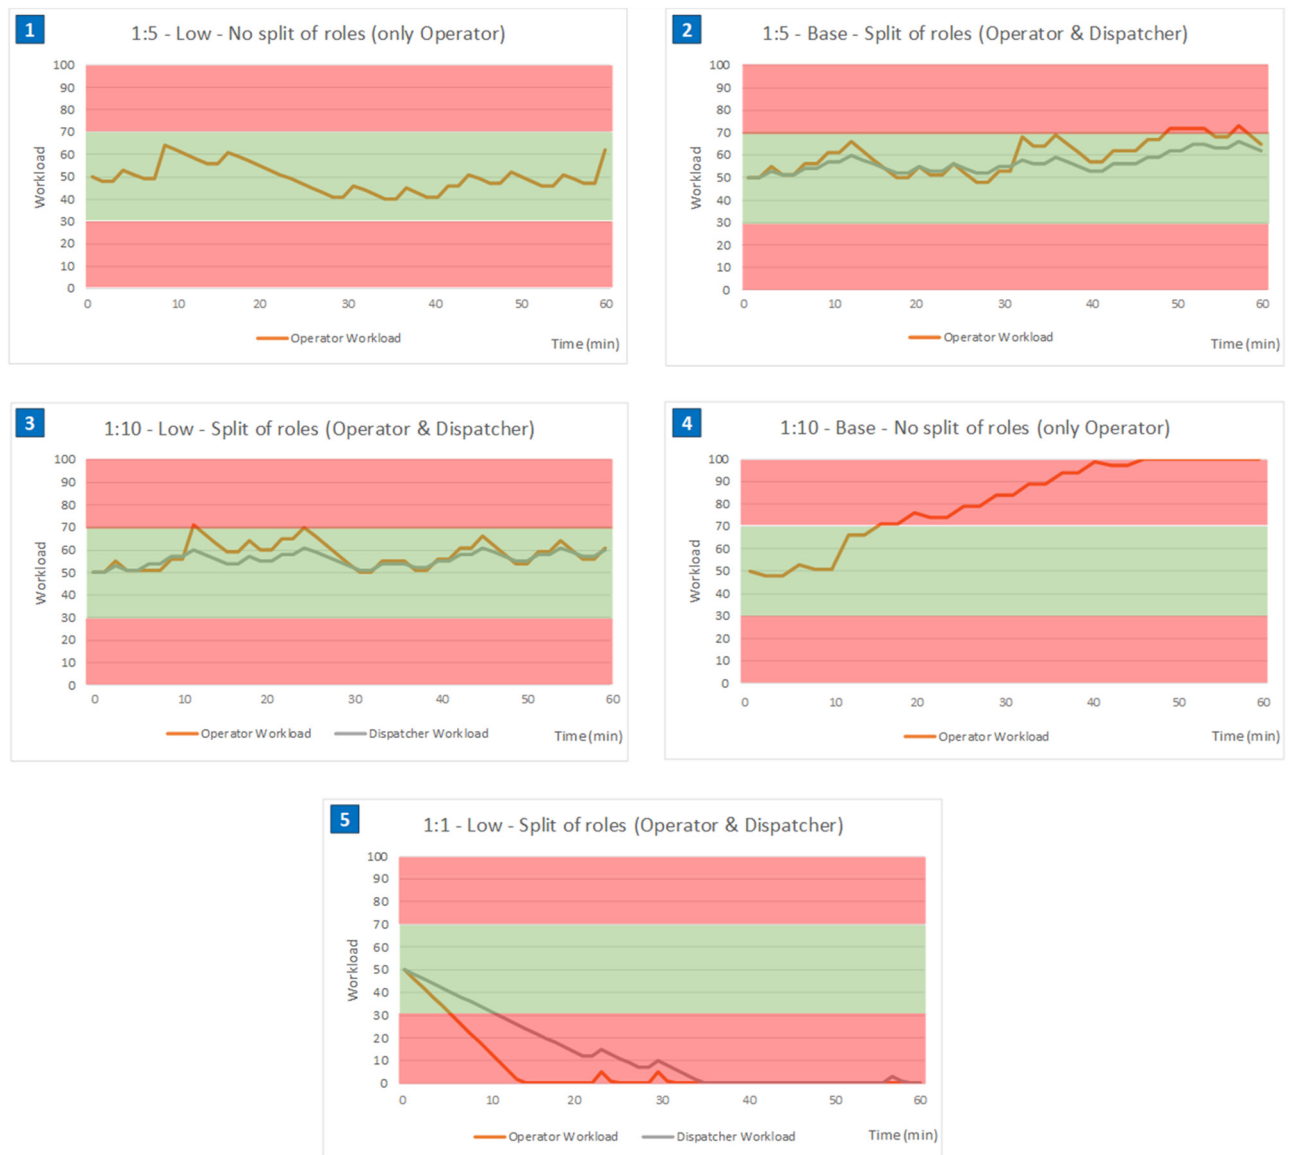 1
1:5 - Low - No split of roles (only Operator)
100
90
80
70
60
50
40
30
20
10
0
Workload
0 10 20 30 40 50 60
Operator Workload
Time (min)
2
1:5 - Base - Split of roles (Operator & Dispatcher)
100
90
80
70
60
50
40
30
20
10
0
Workload
0 10 20 30 40 50 60
Operator Workload
Time (min)
3
1:10 - Low - Split of roles (Operator & Dispatcher)
100
90
80
70
60
50
40
30
20
10
0
Workload
0 10 20 30 40 50 60
Operator Workload Dispatcher Workload
Time (min)
4
1:10 - Base - No split of roles (only Operator)
100
90
80
70
60
50
40
30
20
10
0
Workload
0 10 20 30 40 50 60
Operator Workload
Time (min)
5
1:1 - Low - Split of roles (Operator & Dispatcher)
100
90
80
70
60
50
40
30
20
10
0
Workload
0 10 20 30 40 50 60
Operator Workload Dispatcher Workload
Time (min)